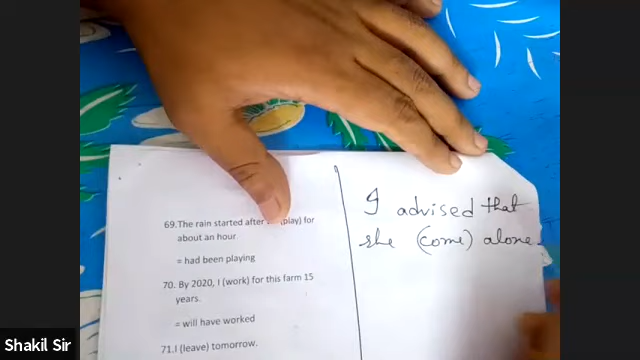 69.The rain started after (play) for
about an hour
= had been playing
70. By 2020, I (work) for this farm 15
years.
= will have worked
71.I (leave) tomorrow.
I advised that
she (come) alone
Shakil Sir